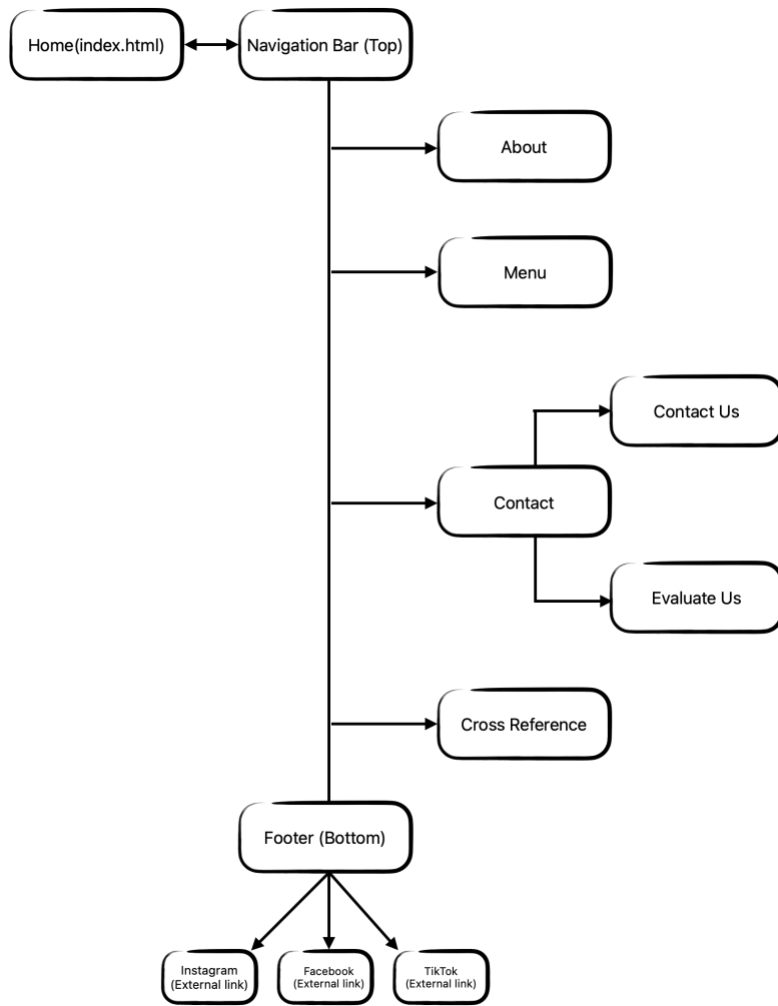 Home(index.html)
Navigation Bar (Top)
About
Menu
Contact Us
Contact
Evaluate Us
Cross Reference
Footer (Bottom)
Instagram
(External link)
Facebook
(External link)
TikTok
(External link)